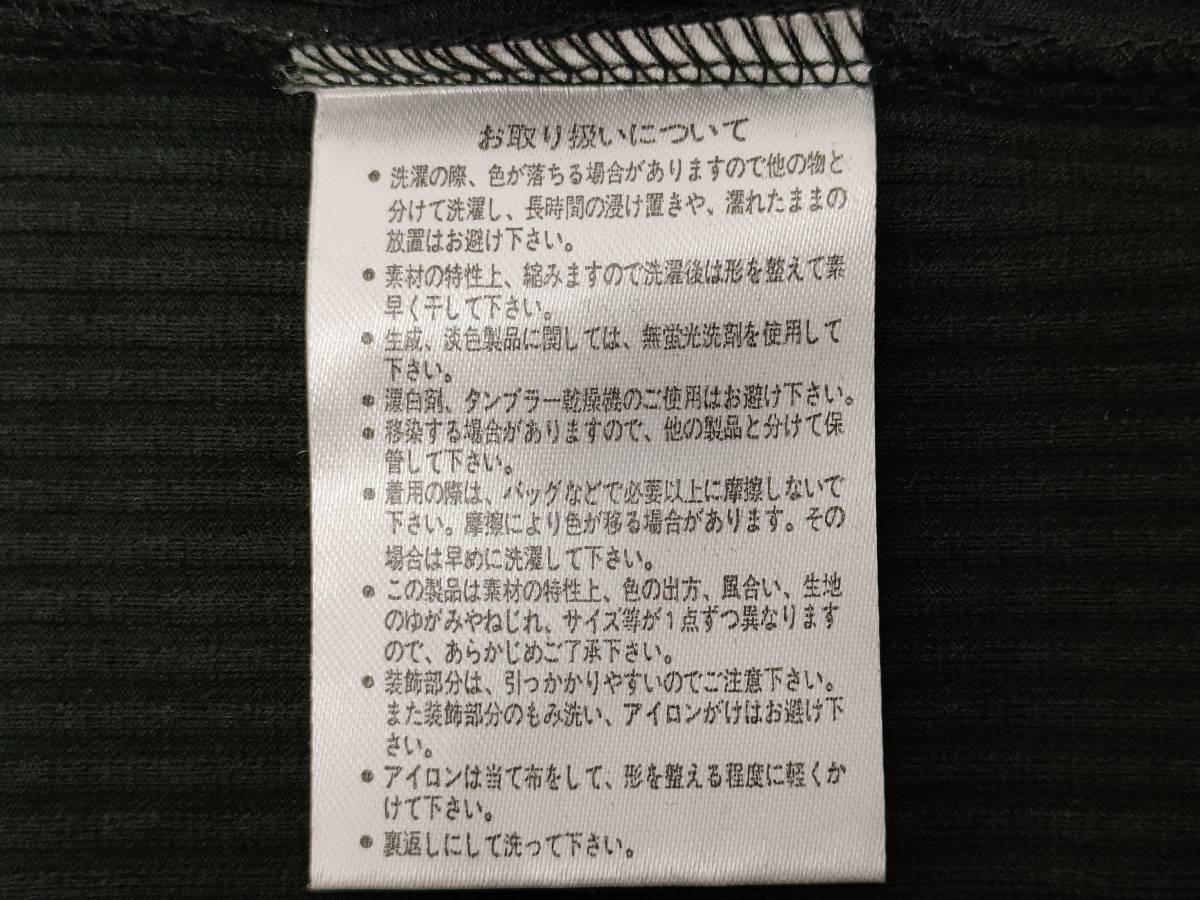 お取り扱いについて
● 洗濯の際、色が落ちる場合がありますので他の物と
分けて洗濯し、長時間の浸け置きや、濡れたままの
放置はお避け下さい。
● 素材の特性上、縮みますので洗濯後は形を整えて素
早く干して下さい。
● 生成、淡色製品に関しては、無蛍光洗剤を使用して
下さい。
● 漂白剤、タンブラー乾燥機のご使用はお避け下さい。
● 移染する場合がありますので、他の製品と分けて保
管して下さい。
● 着用の際は、バッグなどで必要以上に摩擦しないで
下さい。摩擦により色が移る場合があります。その
場合は早めに洗濯して下さい。
● この製品は素材の特性上、色の出方、風合い、生地
のゆがみやねじれ、サイズ等が1点ずつ異なります
ので、あらかじめご了承下さい。
● 装飾部分は、引っかかりやすいのでご注意下さい。
また装飾部分のもみ洗い、アイロンがけはお避け下
さい。
● アイロンは当て布をして、形を整える程度に軽くか
けて下さい。
● 裏返しにして洗って下さい。